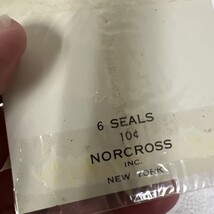 6 SEALS
10¢
NORCROSS
INC.
NEW YORK